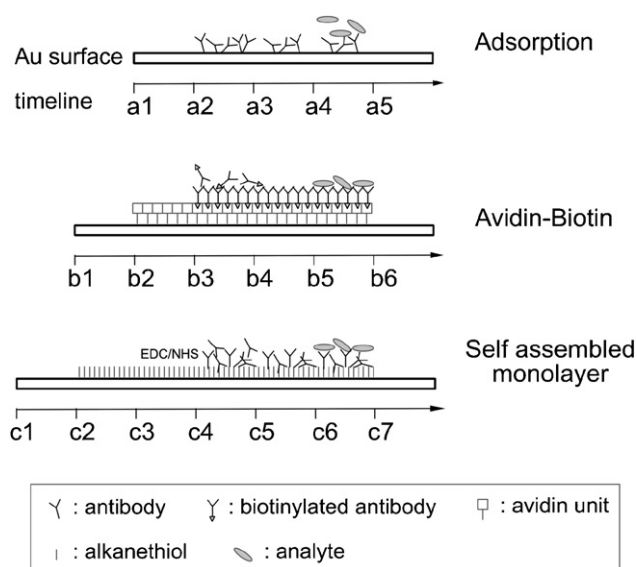 Adsorption
Au surface
timeline
a1 a2 a3 a4 a5
Avidin-Biotin
b1 b2 b3 b4 b5 b6
EDC/NHS
Self assembled
monolayer
c1 c2 c3 c4 c5 c6 c7
: antibody : biotinylated antibody : avidin unit
: alkanethiol : analyte